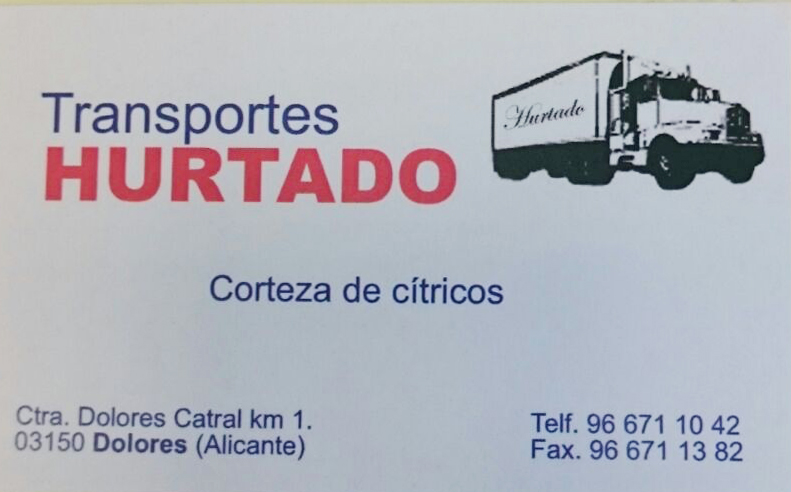 Transportes
HURTADO
Hurtado
Corteza de cítricos
Ctra. Dolores Catral km 1.
03150 Dolores (Alicante)
Telf. 96 671 10 42
Fax. 96 671 13 82